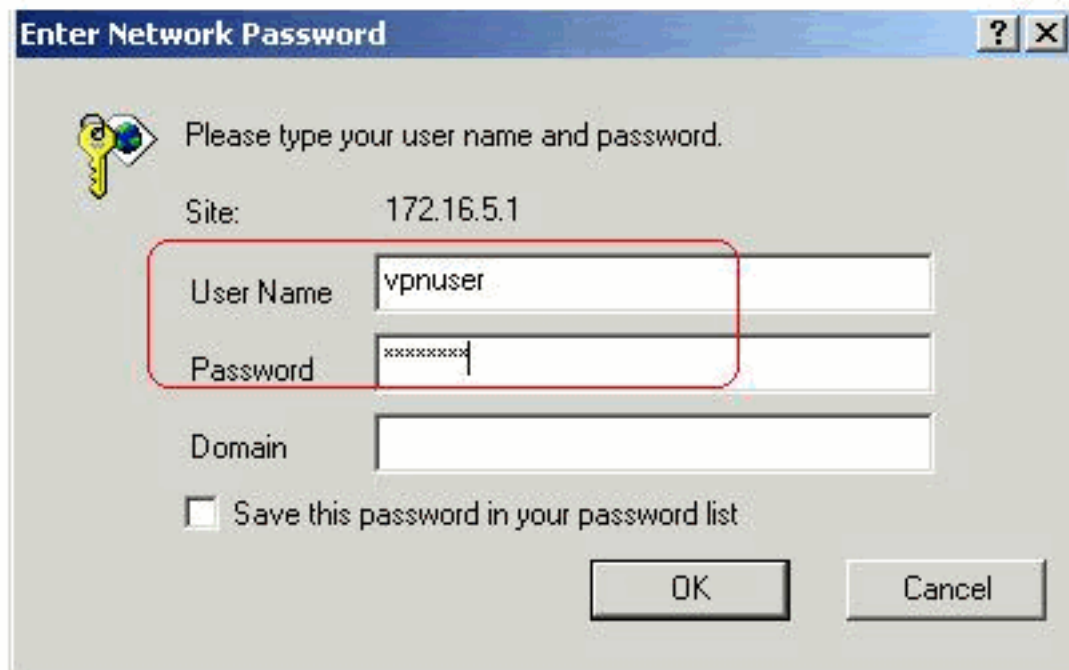 Enter Network Password
Please type your user name and password.
Site: 172.16.5.1
User Name vpnuser
Password xxxxxxxx
Domain
Save this password in your password list
OK Cancel